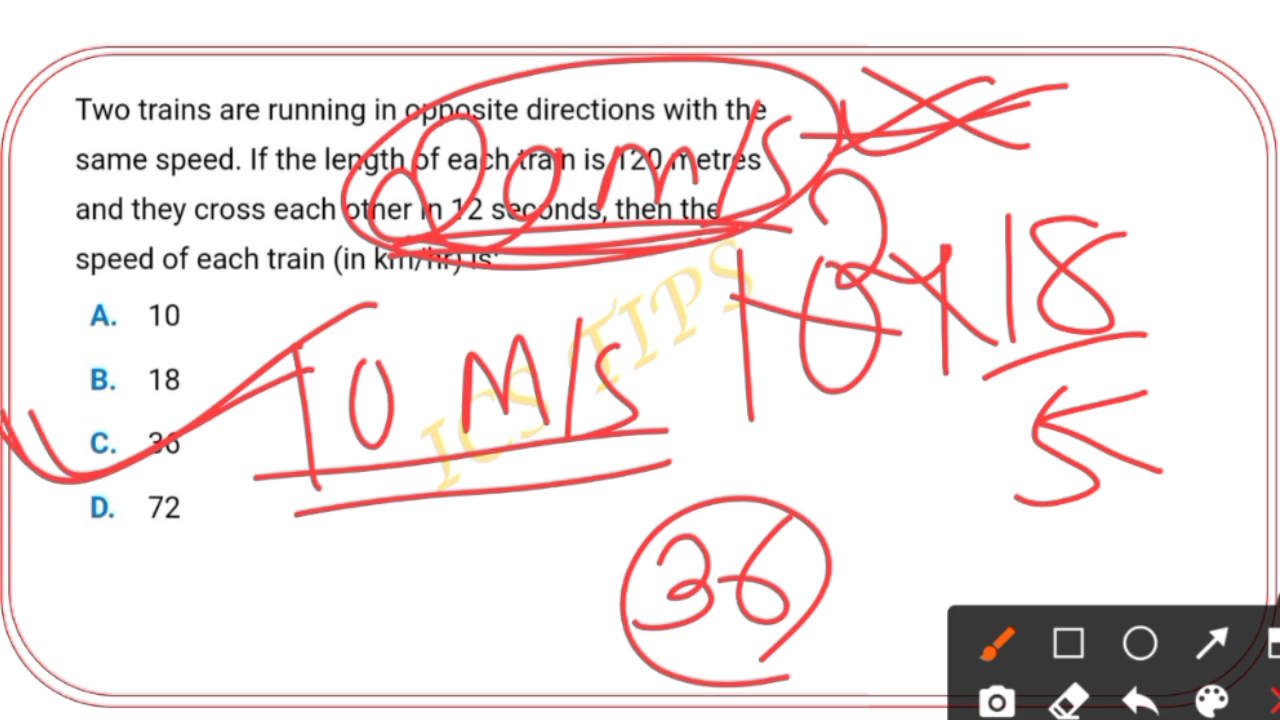 Two trains are running in opposite directions with the
same speed. If the length of each train is 120 metres
and they cross each other in 12 seconds, then the
speed of each train (in km/hr) is:
20 m/s
A. 10
B. 18
C. 36
D. 72
10 M/s
10 2 × 18
5
36
ICS TIPS